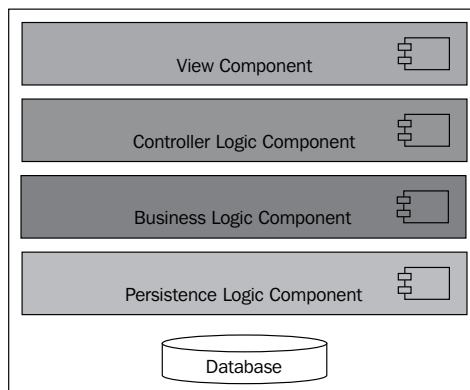 View Component
Controller Logic Component
Business Logic Component
Persistence Logic Component
Database